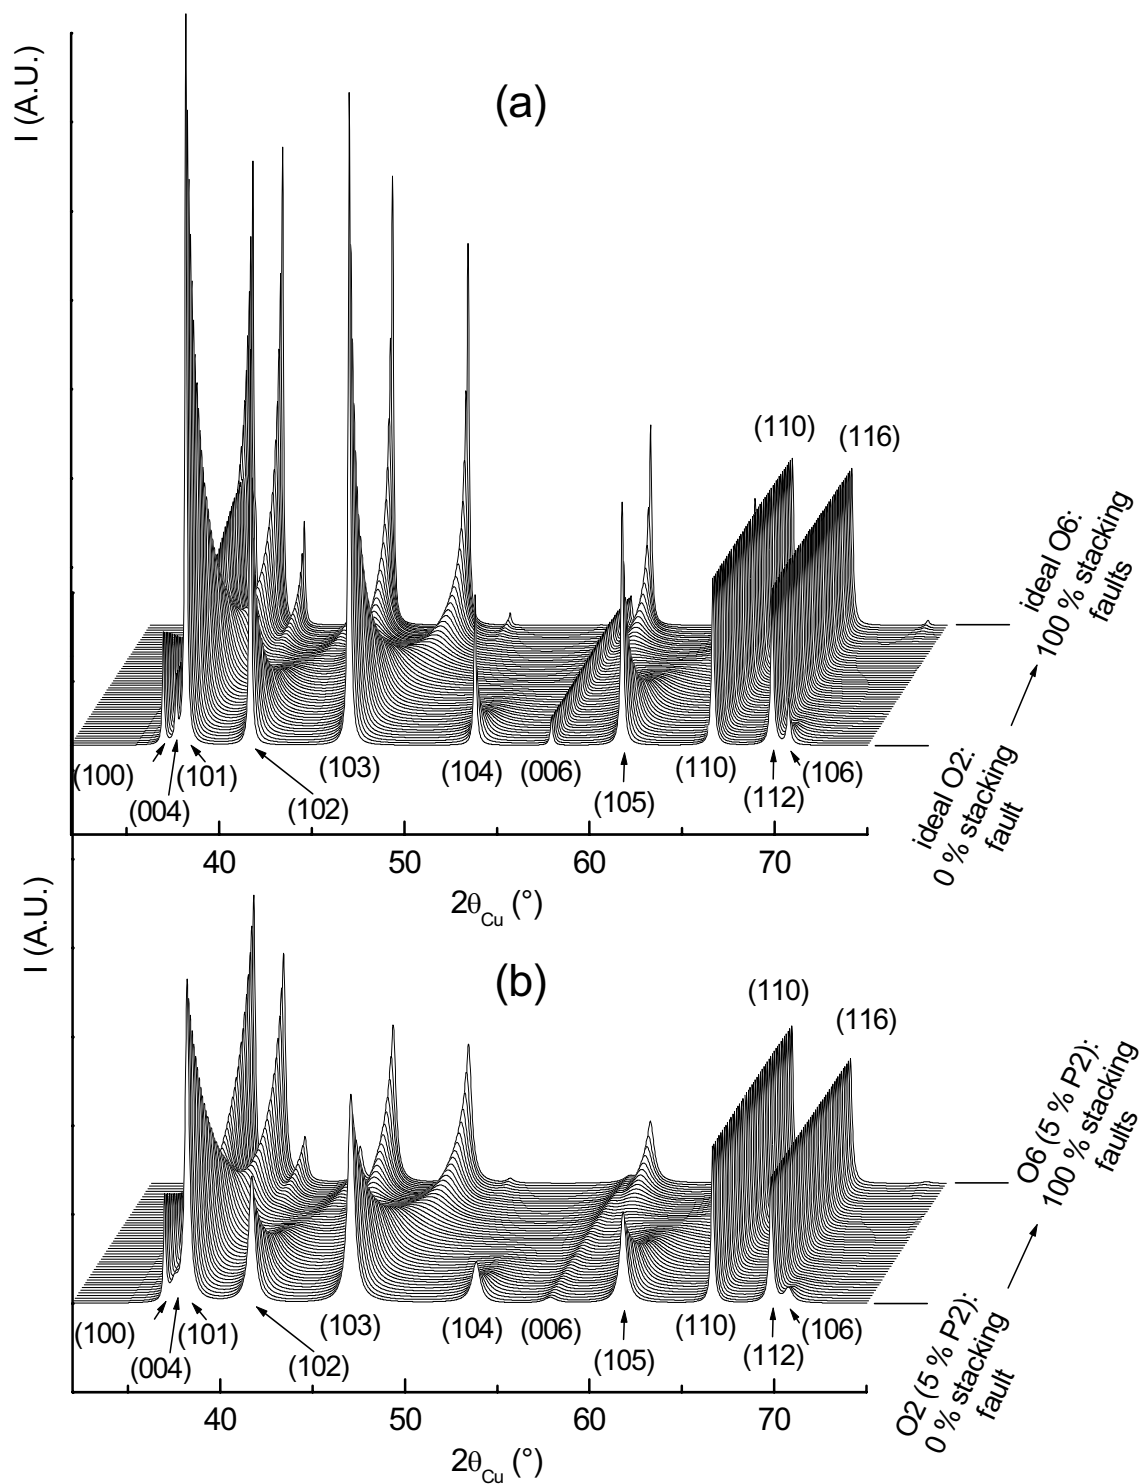 I (A.U.)
(a)
(110)
(116)
ideal O6:
100 % stacking
faults
ideal O2:
0 % stacking
fault
(100)
(004)
(101)
(102)
(103)
(104)
(006)
(105)
(110)
(112)
(106)
40
50
60
70
2θCu (°)
I (A.U.)
(b)
(110)
(116)
O6 (5 % P2):
100 % stacking
faults
O2 (5 % P2):
0 % stacking
fault
(100)
(004)
(101)
(102)
(103)
(104)
(006)
(105)
(110)
(112)
(106)
40
50
60
70
2θCu (°)